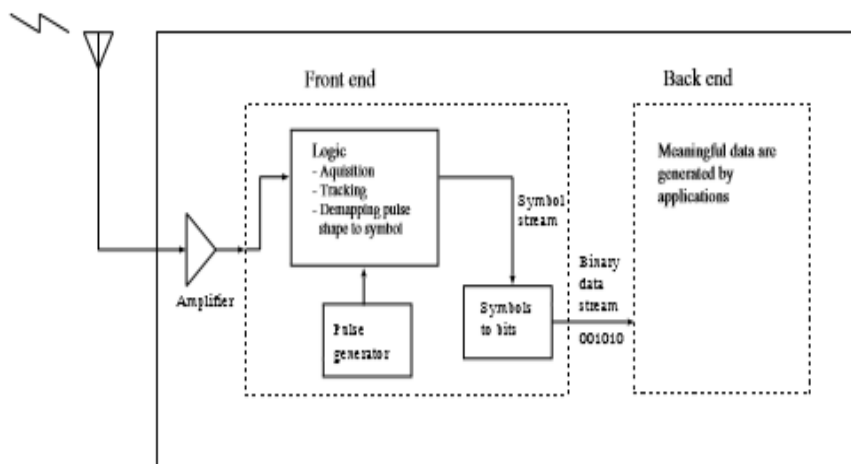 Front end
Back end
Logic
- Aquisition
- Tracking
- Demapping pulse
shape to symbol
Meaningful data are
generated by
applications
Symbol
stream
Amplifier
Pulse
generator
Symbols
to bits
Binary
data
stream
001010